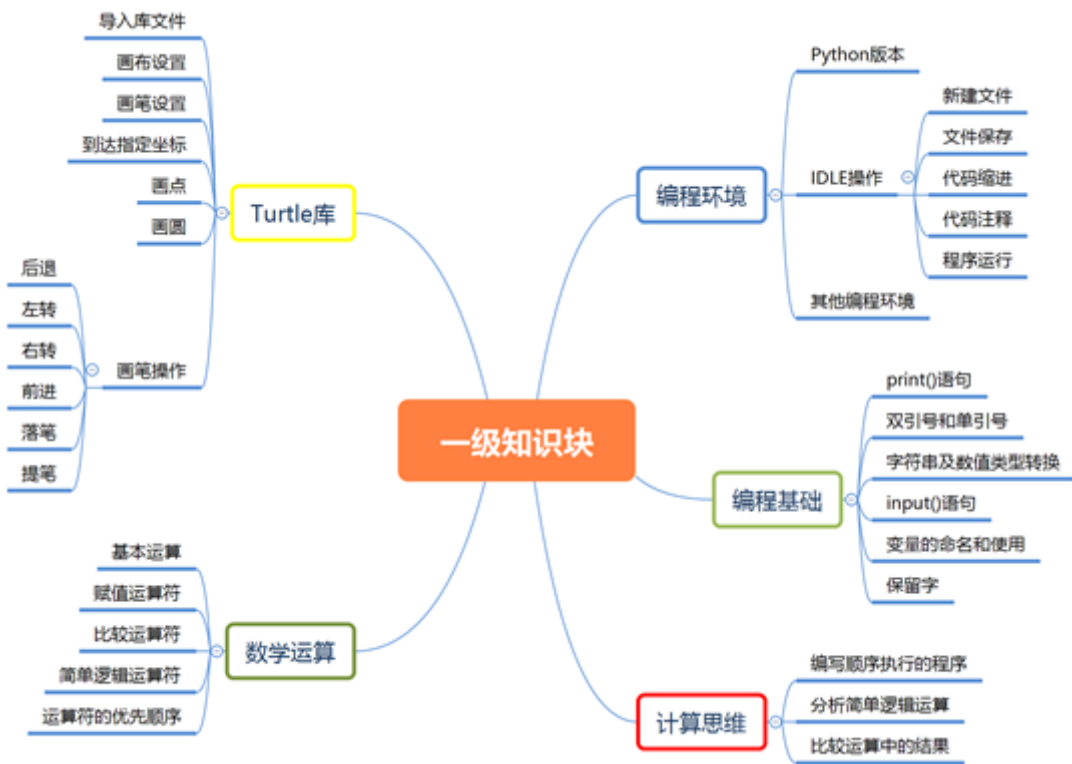 一级知识块
编程环境
Python版本
IDLE操作
新建文件
文件保存
代码缩进
代码注释
程序运行
其他编程环境
编程基础
print()语句
双引号和单引号
字符串及数值类型转换
input()语句
变量的命名和使用
保留字
计算思维
编写顺序执行的程序
分析简单逻辑运算
比较运算中的结果
Turtle库
导入库文件
画布设置
画笔设置
到达指定坐标
画点
画圆
画笔操作
后退
左转
右转
前进
落笔
提笔
数学运算
基本运算
赋值运算符
比较运算符
简单逻辑运算符
运算符的优先顺序